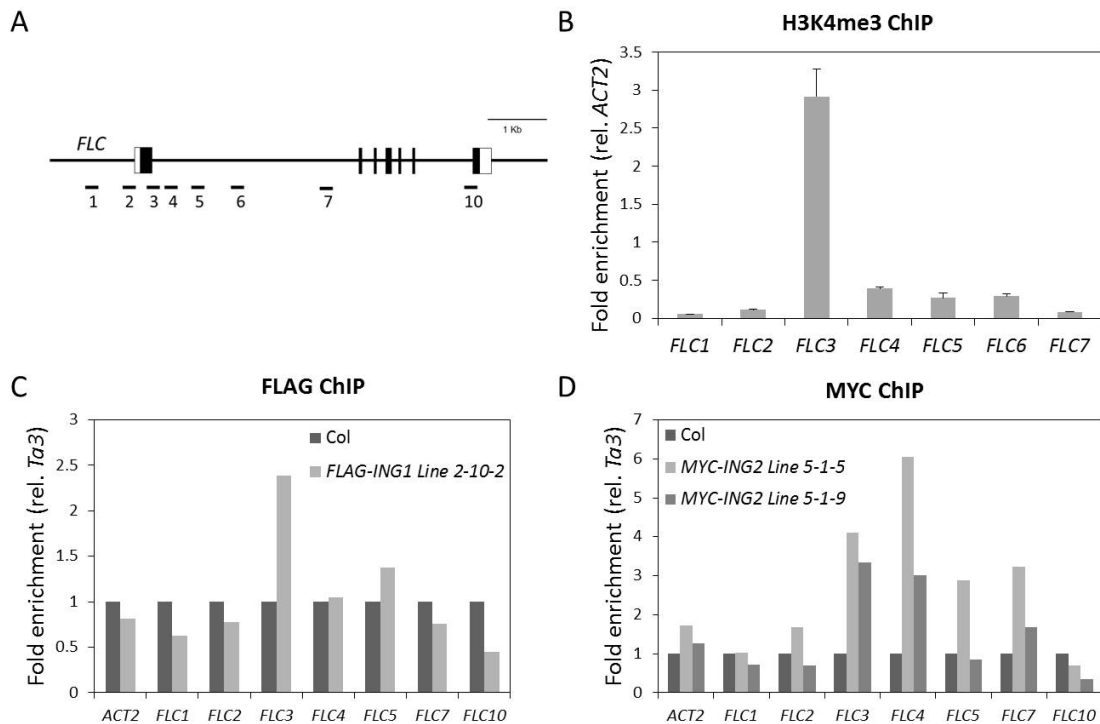 A
1 Kb
FLC
1 2 3 4 5 6 7 10
B
H3K4me3 ChIP
Fold enrichment (rel. ACT2)
3.5
3
2.5
2
1.5
1
0.5
0
FLC1 FLC2 FLC3 FLC4 FLC5 FLC6 FLC7
C
FLAG ChIP
Fold enrichment (rel. Ta3)
3
2.5
2
1.5
1
0.5
0
Col
FLAG-ING1 Line 2-10-2
ACT2 FLC1 FLC2 FLC3 FLC4 FLC5 FLC7 FLC10
D
MYC ChIP
Fold enrichment (rel. Ta3)
7
6
5
4
3
2
1
0
Col
MYC-ING2 Line 5-1-5
MYC-ING2 Line 5-1-9
ACT2 FLC1 FLC2 FLC3 FLC4 FLC5 FLC7 FLC10